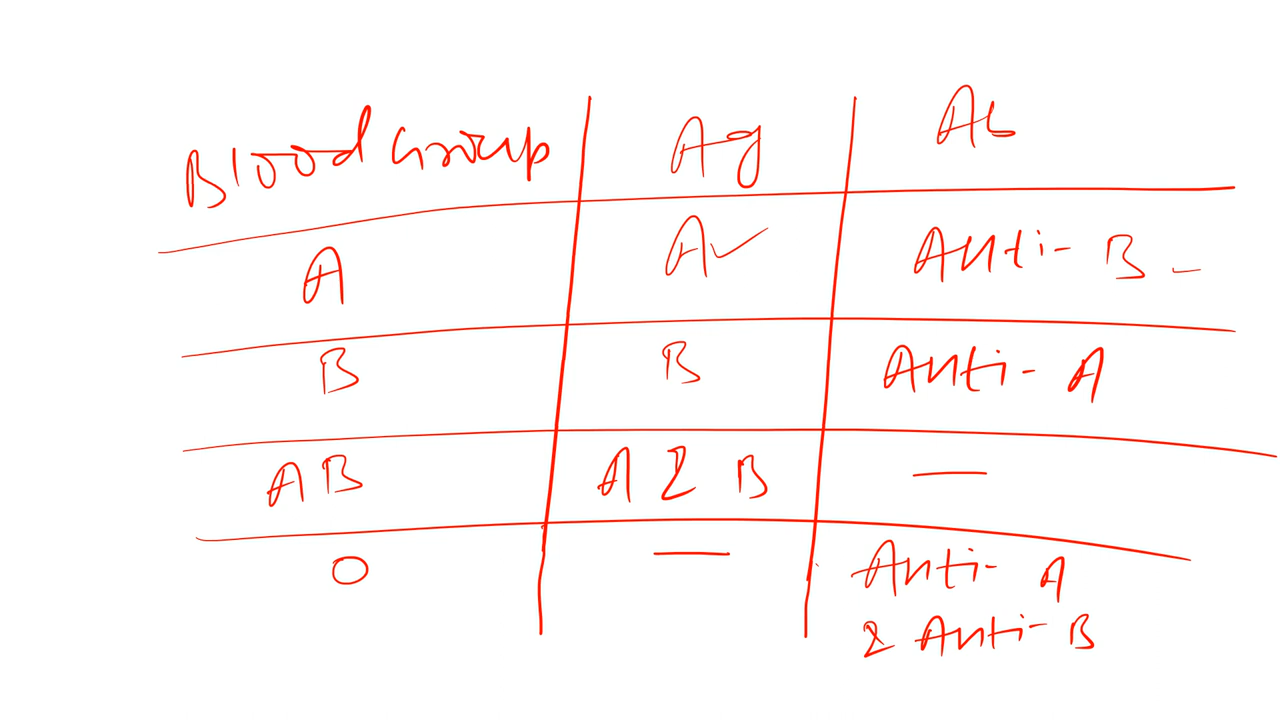 Blood Group Ag Ab
A A Anti-B
B B Anti-A
AB A & B —
O — Anti-A
& Anti-B